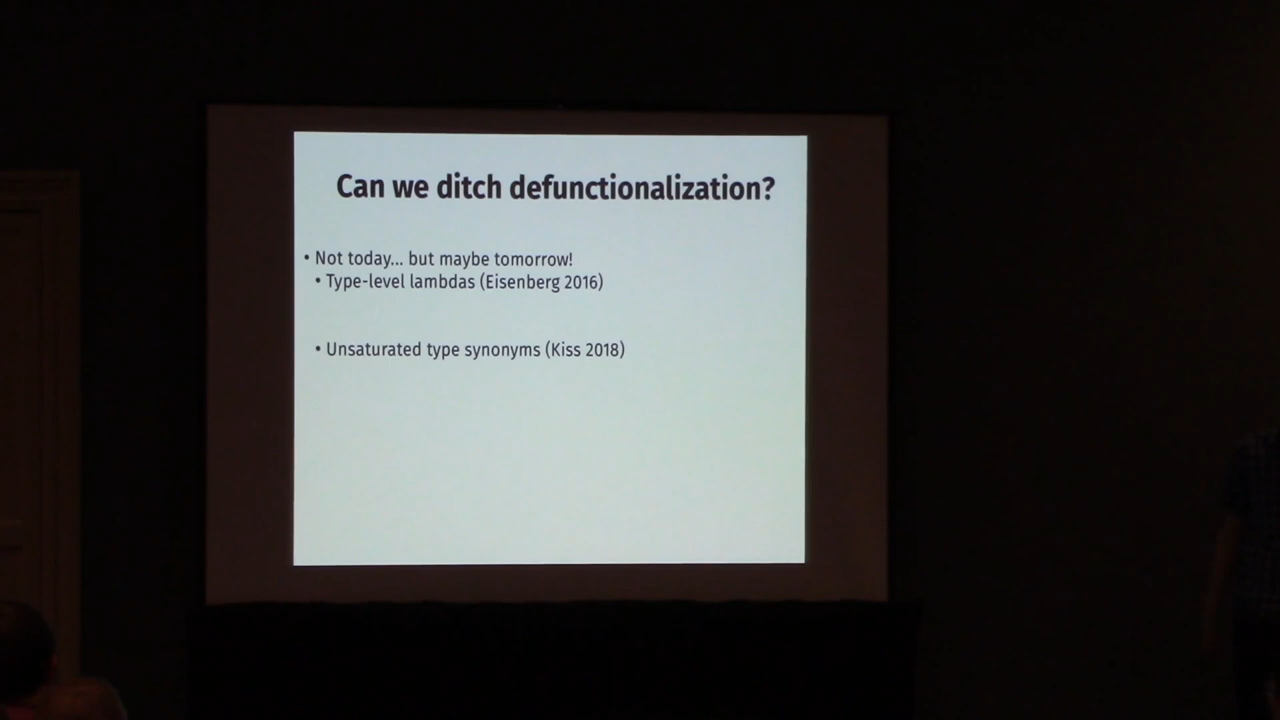 Can we ditch defunctionalization?
• Not today... but maybe tomorrow!
• Type-level lambdas (Eisenberg 2016)
• Unsaturated type synonyms (Kiss 2018)